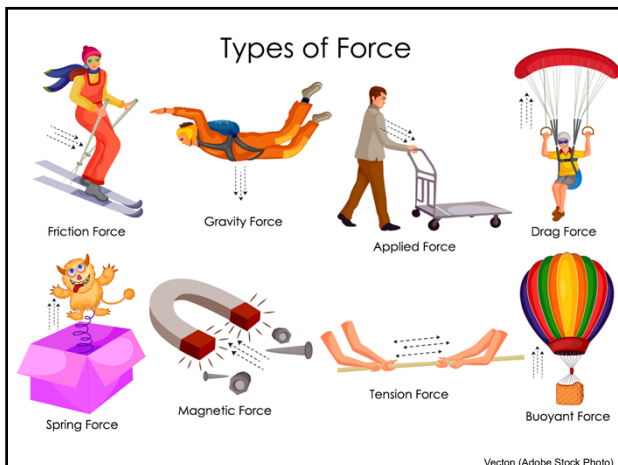 Types of Force
Friction Force
Gravity Force
Applied Force
Drag Force
Spring Force
Magnetic Force
Tension Force
Buoyant Force
Vecton (Adobe Stock Photo)